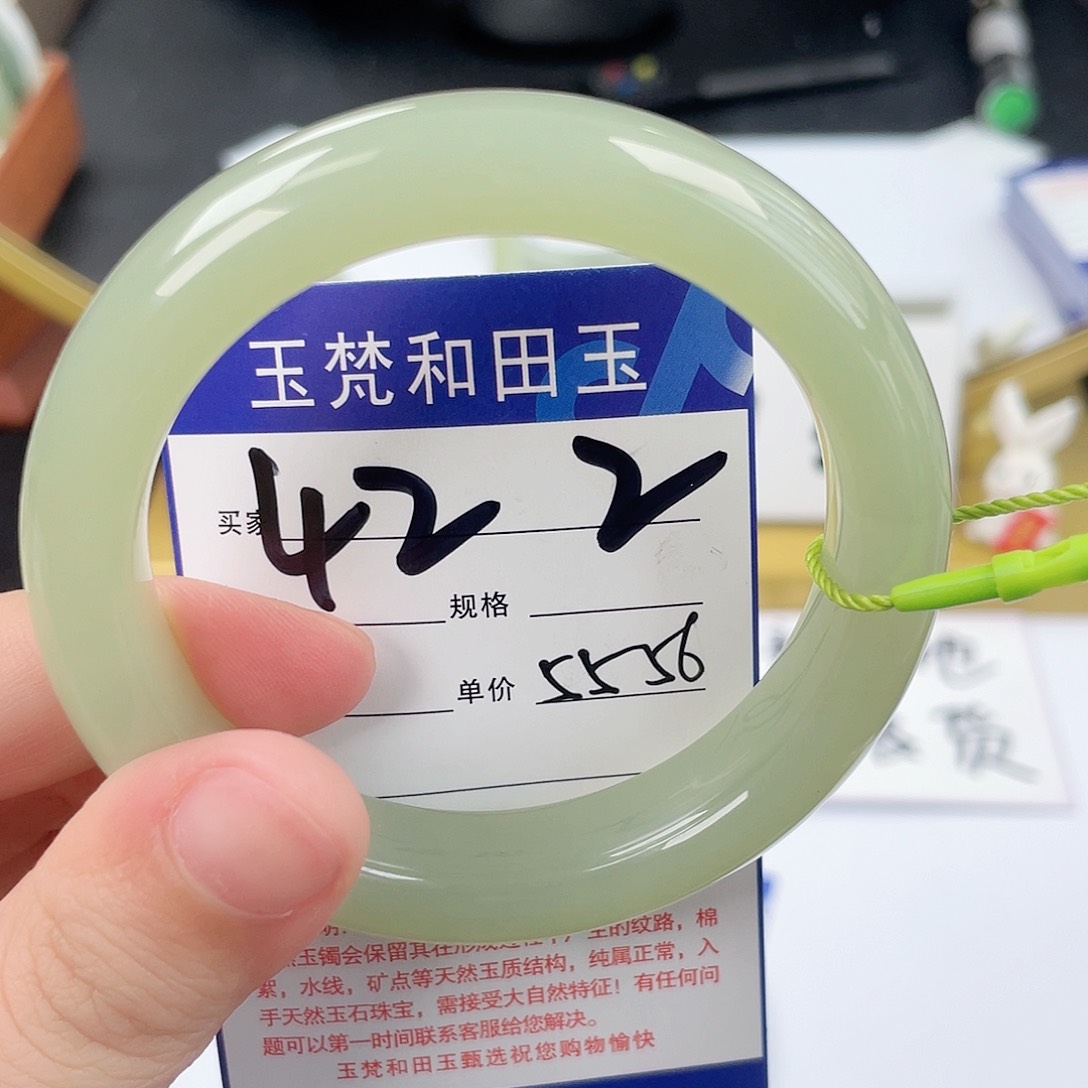 玉梵和田玉
买家 42 2
规格
单价 5556
玉镯会保留其在形成过程中产生的纹路，棉
絮，水线，矿点等天然玉质结构，纯属正常，入
手天然玉石珠宝，需接受大自然特征！有任何问
题可以第一时间联系客服给您解决。
玉梵和田玉甄选祝您购物愉快